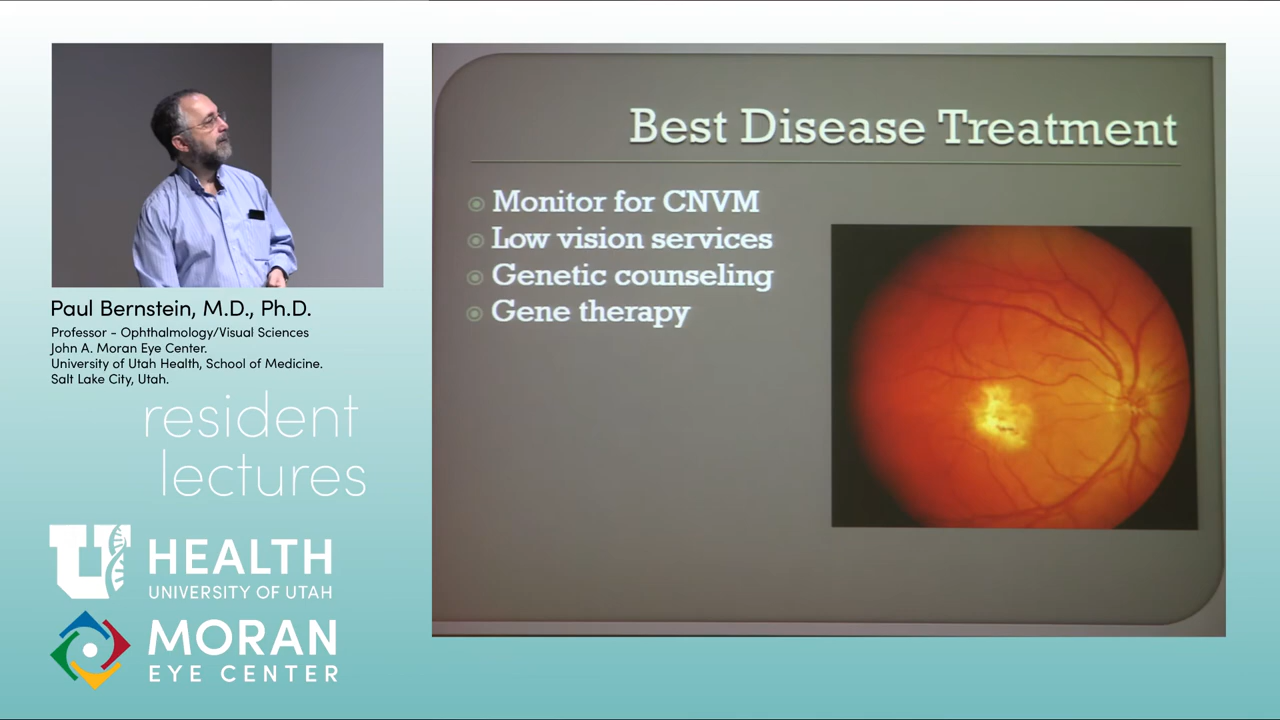 Best Disease Treatment
Monitor for CNVM
Low vision services
Genetic counseling
Gene therapy
Paul Bernstein, M.D., Ph.D.
Professor - Ophthalmology/Visual Sciences
John A. Moran Eye Center.
University of Utah Health, School of Medicine.
Salt Lake City, Utah.
resident
lectures
U HEALTH
UNIVERSITY OF UTAH
MORAN
EYE CENTER